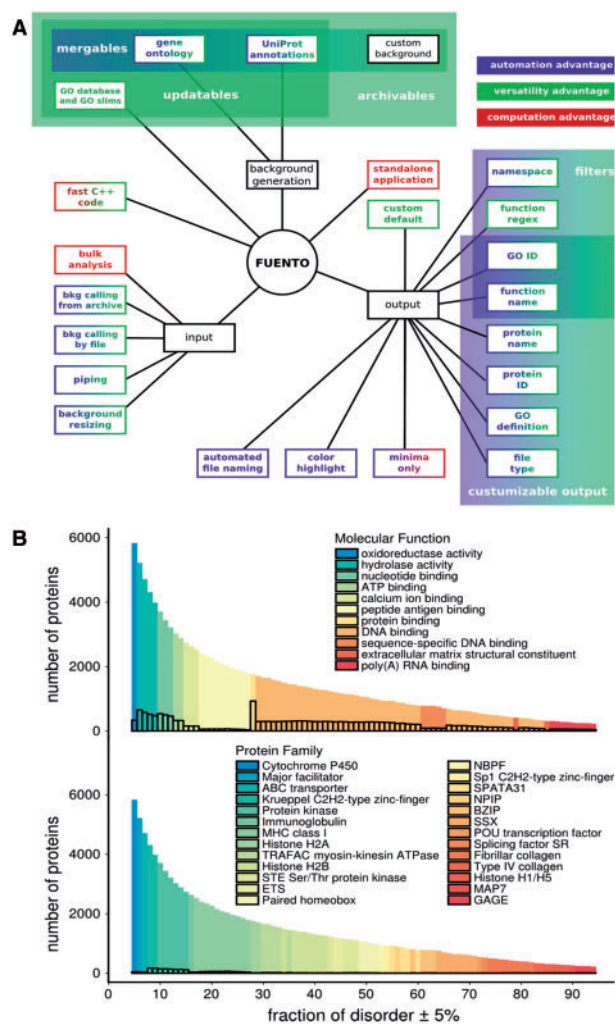 A
mergables
gene
ontology
UniProt
annotations
custom
background
GO database
and GO slims
updatables
archivables
automation advantage
versatility advantage
computation advantage
background
generation
standalone
application
custom
default
namespace
filters
function
regex
fast C++
code
FUENTO
GO ID
bulk
analysis
function
name
bkg calling
from archive
input
output
bkg calling
by file
protein
name
piping
protein
ID
background
resizing
GO
definition
automated
file naming
color
highlight
minima
only
file
type
custumizable output
B
6000
4000
2000
0
number of proteins
Molecular Function
oxidoreductase activity
hydrolase activity
nucleotide binding
ATP binding
calcium ion binding
peptide antigen binding
protein binding
DNA binding
sequence-specific DNA binding
extracellular matrix structural constituent
poly(A) RNA binding
6000
4000
2000
0
number of proteins
Protein Family
Cytochrome P450
Major facilitator
ABC transporter
Krueppel C2H2-type zinc-finger
Protein kinase
Immunoglobulin
MHC class I
Histone H2A
TRAFAC myosin-kinesin ATPase
Histone H2B
STE Ser/Thr protein kinase
ETS
Paired homeobox
NBPF
Sp1 C2H2-type zinc-finger
SPATA31
NPIP
BZIP
SSX
POU transcription factor
Splicing factor SR
Fibrillar collagen
Type IV collagen
Histone H1/H5
MAP7
GAGE
10 20 30 40 50 60 70 80 90
fraction of disorder ± 5%